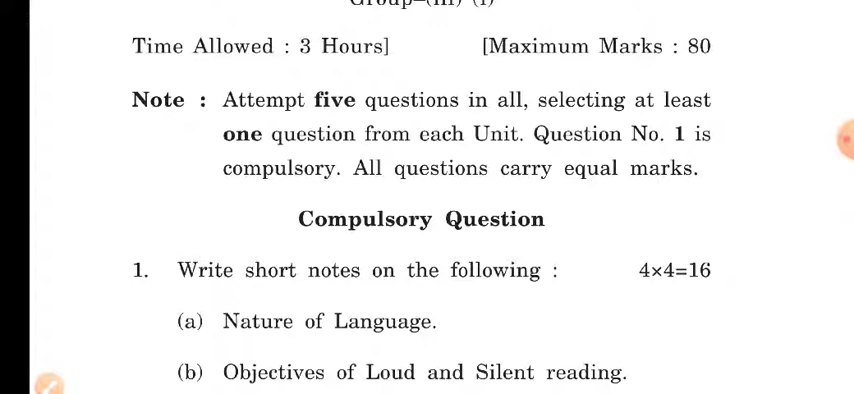 Group–(III) (i)
Time Allowed : 3 Hours] [Maximum Marks : 80
Note : Attempt five questions in all, selecting at least
one question from each Unit. Question No. 1 is
compulsory. All questions carry equal marks.
Compulsory Question
1. Write short notes on the following : 4×4=16
(a) Nature of Language.
(b) Objectives of Loud and Silent reading.